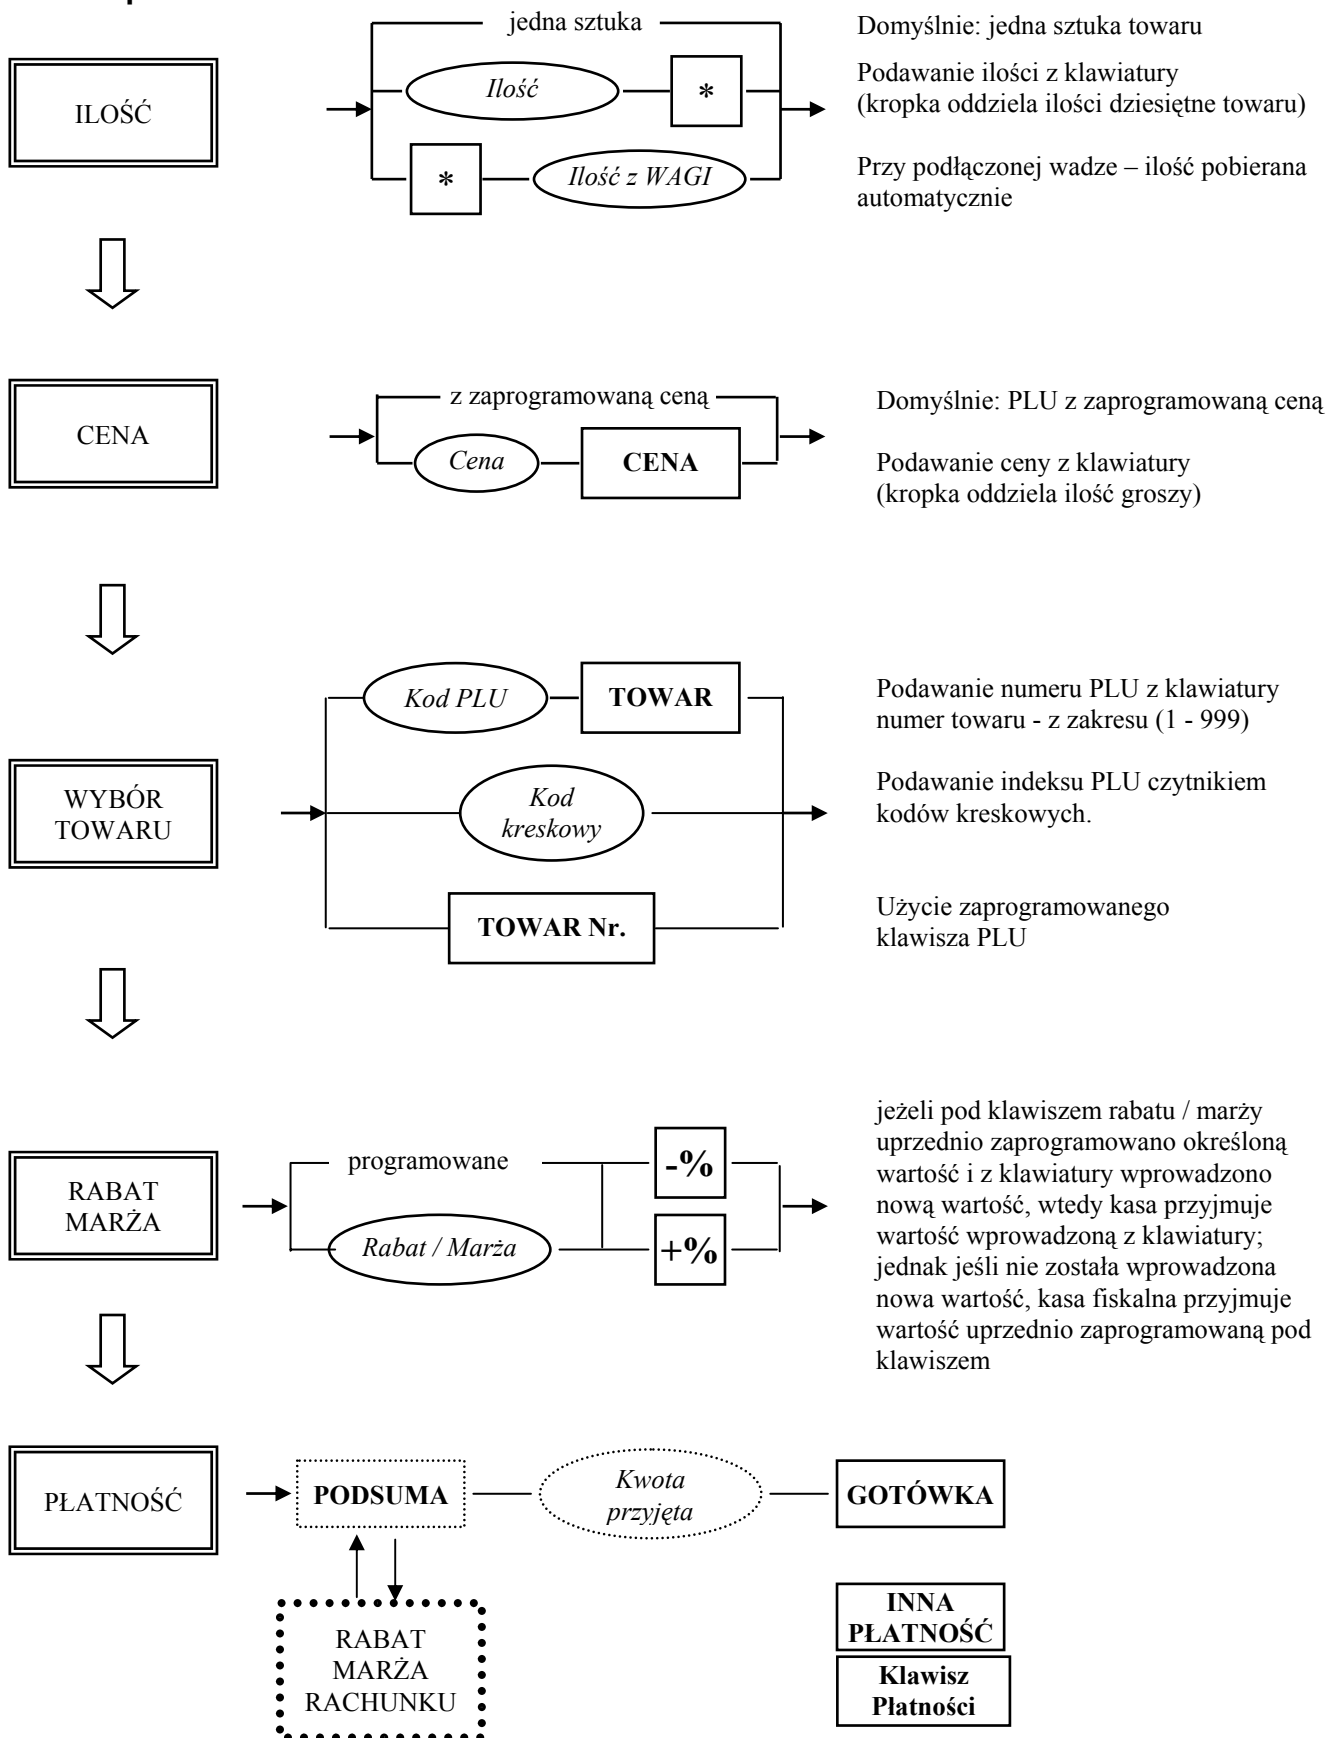 jedna sztuka
Domyślnie: jedna sztuka towaru
ILOŚĆ
Ilość
*
Podawanie ilości z klawiatury
(kropka oddziela ilości dziesiętne towaru)
*
Ilość z WAGI
Przy podłączonej wadze – ilość pobierana
automatycznie
CENA
z zaprogramowaną ceną
Domyślnie: PLU z zaprogramowaną ceną
Cena
CENA
Podawanie ceny z klawiatury
(kropka oddziela ilość groszy)
WYBÓR
TOWARU
Kod PLU
TOWAR
Podawanie numeru PLU z klawiatury
numer towaru - z zakresu (1 - 999)
Kod
kreskowy
Podawanie indeksu PLU czytnikiem
kodów kreskowych.
TOWAR Nr.
Użycie zaprogramowanego
klawisza PLU
RABAT
MARŻA
programowane
-%
Rabat / Marża
+%
jeżeli pod klawiszem rabatu / marży
uprzednio zaprogramowano określoną
wartość i z klawiatury wprowadzono
nową wartość, wtedy kasa przyjmuje
wartość wprowadzoną z klawiatury;
jednak jeśli nie została wprowadzona
nowa wartość, kasa fiskalna przyjmuje
wartość uprzednio zaprogramowaną pod
klawiszem
PŁATNOŚĆ
PODSUMA
Kwota
przyjęta
GOTÓWKA
RABAT
MARŻA
RACHUNKU
INNA
PŁATNOŚĆ
Klawisz
Płatności